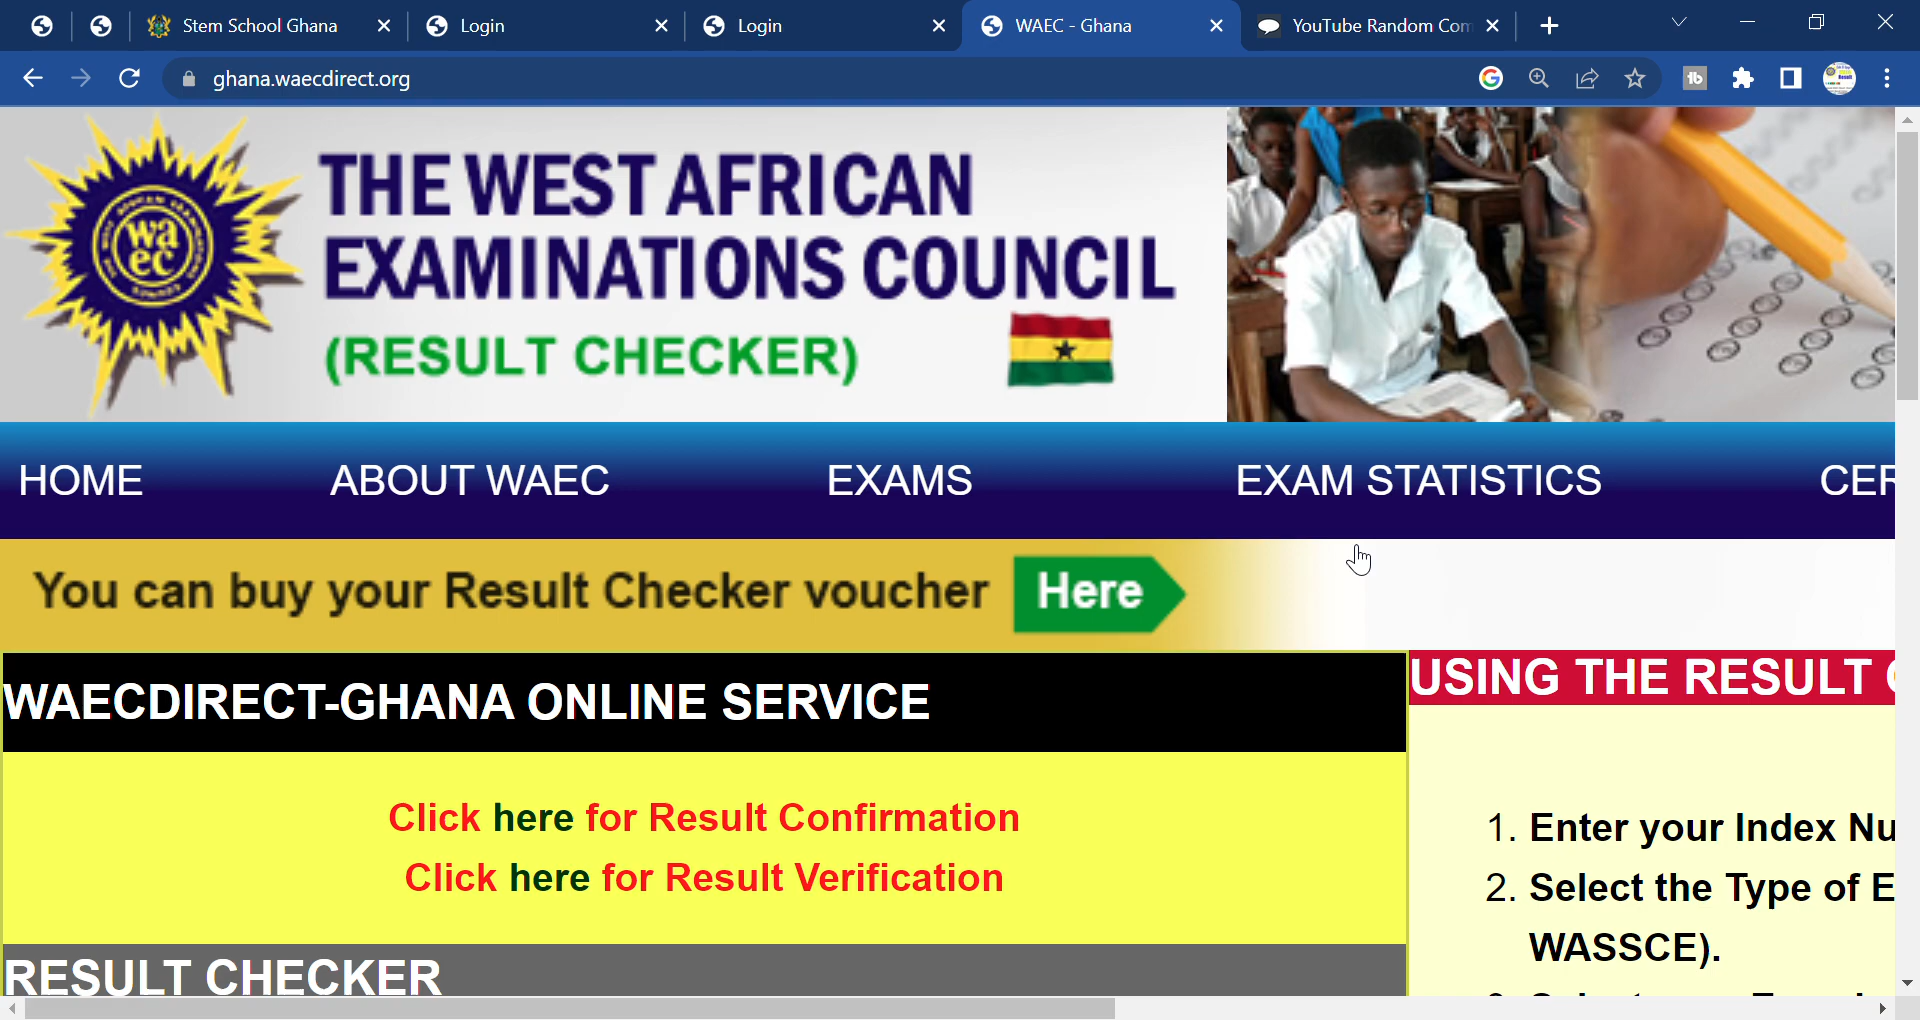 Stem School Ghana
Login
Login
WAEC - Ghana
YouTube Random Com
ghana.waecdirect.org
wa
ec
THE WEST AFRICAN
EXAMINATIONS COUNCIL
(RESULT CHECKER)
HOME ABOUT WAEC EXAMS EXAM STATISTICS CER
You can buy your Result Checker voucher Here
WAECDIRECT-GHANA ONLINE SERVICE
Click here for Result Confirmation
Click here for Result Verification
RESULT CHECKER
USING THE RESULT
1. Enter your Index Nu
2. Select the Type of E
WASSCE).